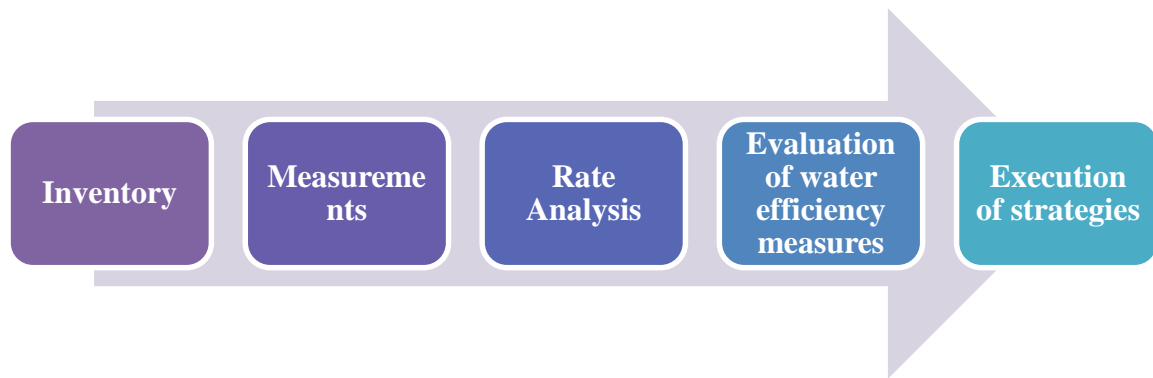 Inventory
Measureme
nts
Rate
Analysis
Evaluation
of water
efficiency
measures
Execution
of strategies